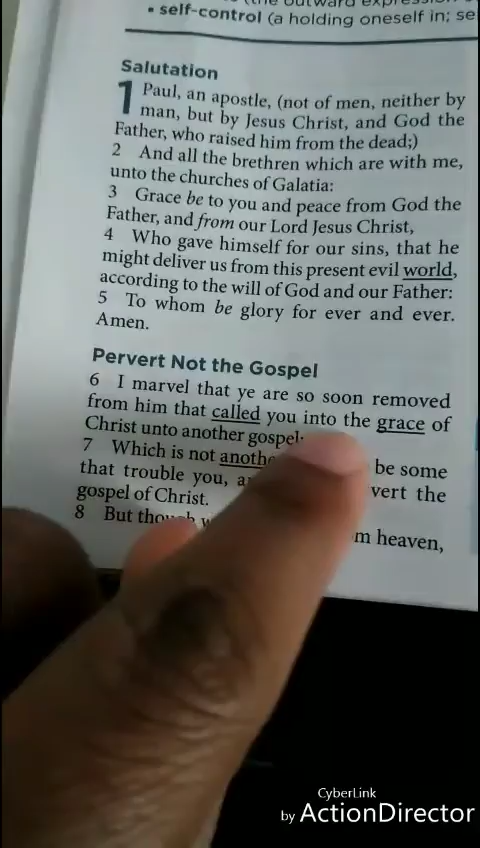 • self-control (a holding oneself in; se
Salutation
1 Paul, an apostle, (not of men, neither by
man, but by Jesus Christ, and God the
Father, who raised him from the dead;)
2 And all the brethren which are with me,
unto the churches of Galatia:
3 Grace be to you and peace from God the
Father, and from our Lord Jesus Christ,
4 Who gave himself for our sins, that he
might deliver us from this present evil world,
according to the will of God and our Father:
5 To whom be glory for ever and ever.
Amen.
Pervert Not the Gospel
6 I marvel that ye are so soon removed
from him that called you into the grace of
Christ unto another gospel:
7 Which is not anothe be some
that trouble you, a vert the
gospel of Christ.
8 But though m heaven,
CyberLink
by ActionDirector